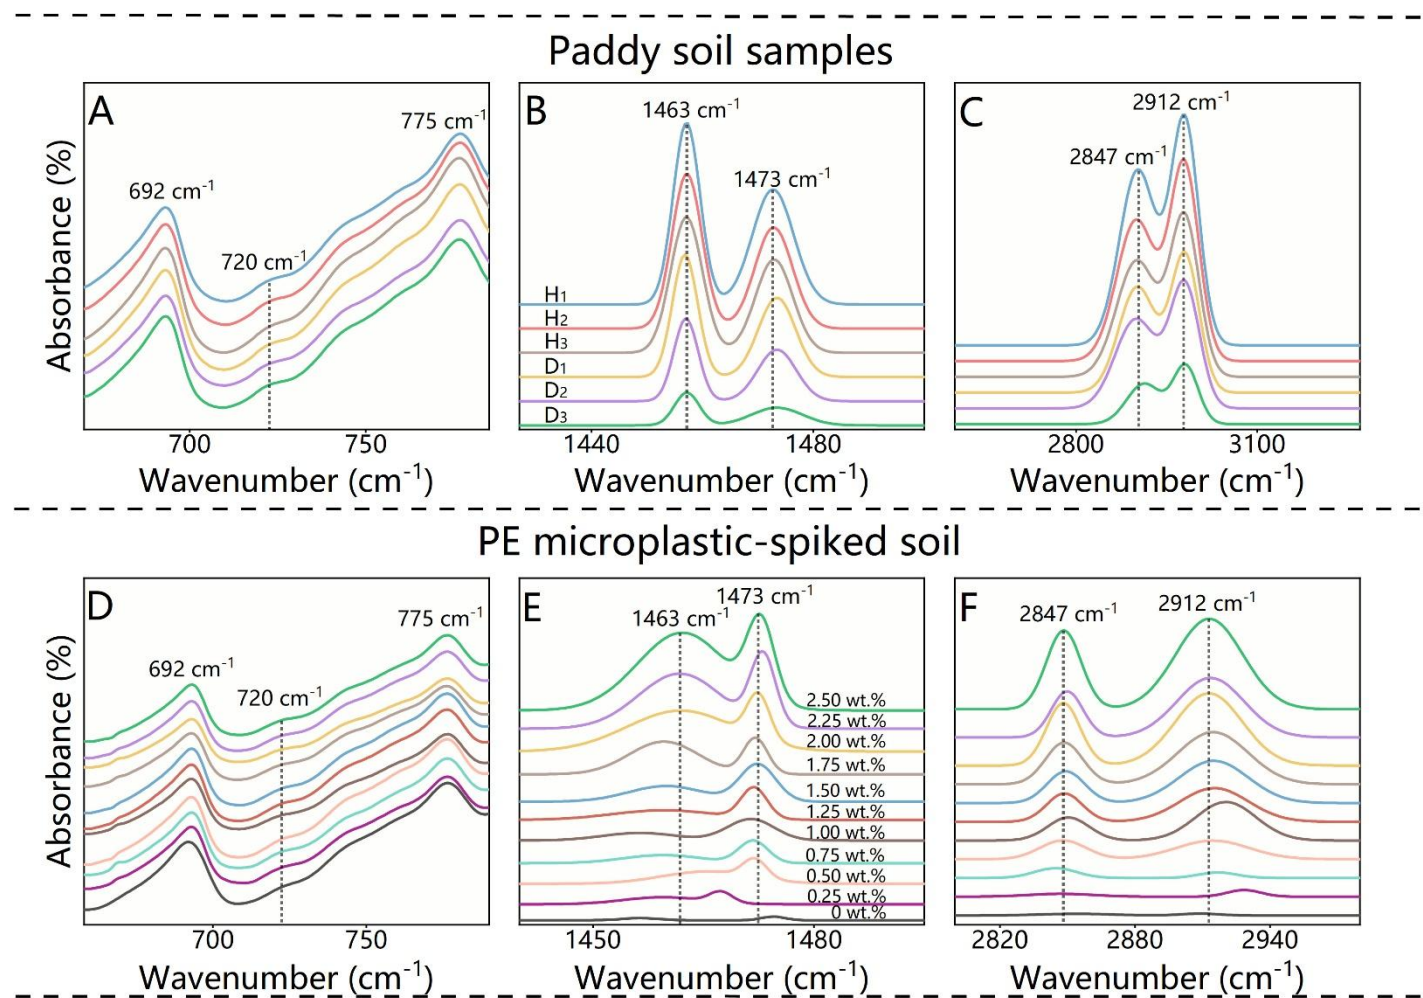 Paddy soil samples
A
692 cm-1
720 cm-1
775 cm-1
Absorbance (%)
700
750
Wavenumber (cm-1)
B
1463 cm-1
1473 cm-1
H1
H2
H3
D1
D2
D3
1440
1480
Wavenumber (cm-1)
C
2847 cm-1
2912 cm-1
2800
3100
Wavenumber (cm-1)
PE microplastic-spiked soil
D
692 cm-1
720 cm-1
775 cm-1
Absorbance (%)
700
750
Wavenumber (cm-1)
E
1463 cm-1
1473 cm-1
2.50 wt.%
2.25 wt.%
2.00 wt.%
1.75 wt.%
1.50 wt.%
1.25 wt.%
1.00 wt.%
0.75 wt.%
0.50 wt.%
0.25 wt.%
0 wt.%
1450
1480
Wavenumber (cm-1)
F
2847 cm-1
2912 cm-1
2820
2880
2940
Wavenumber (cm-1)